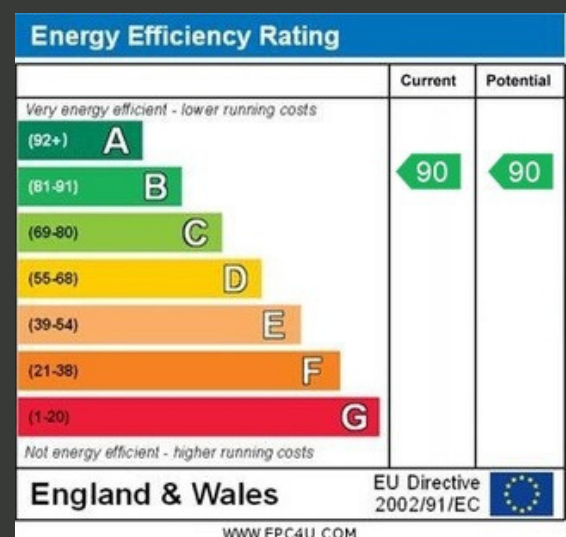 Energy Efficiency Rating
Current Potential
Very energy efficient - lower running costs
(92+) A
(81-91) B
90 90
(69-80) C
(55-68) D
(39-54) E
(21-38) F
(1-20) G
Not energy efficient - higher running costs
England & Wales
EU Directive
2002/91/EC
WWW.EPC4U.COM